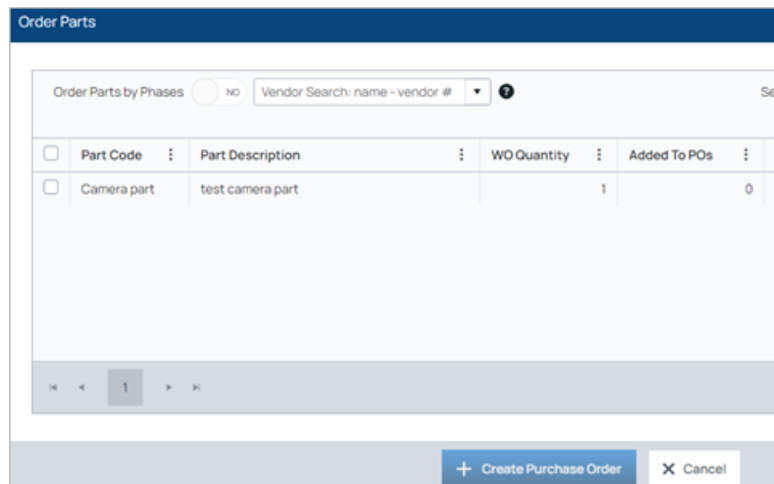 Order Parts
Order Parts by Phases NO Vendor Search: name - vendor # ? Se
Part Code Part Description WO Quantity Added To POs
Camera part test camera part 1 0
1
+ Create Purchase Order X Cancel